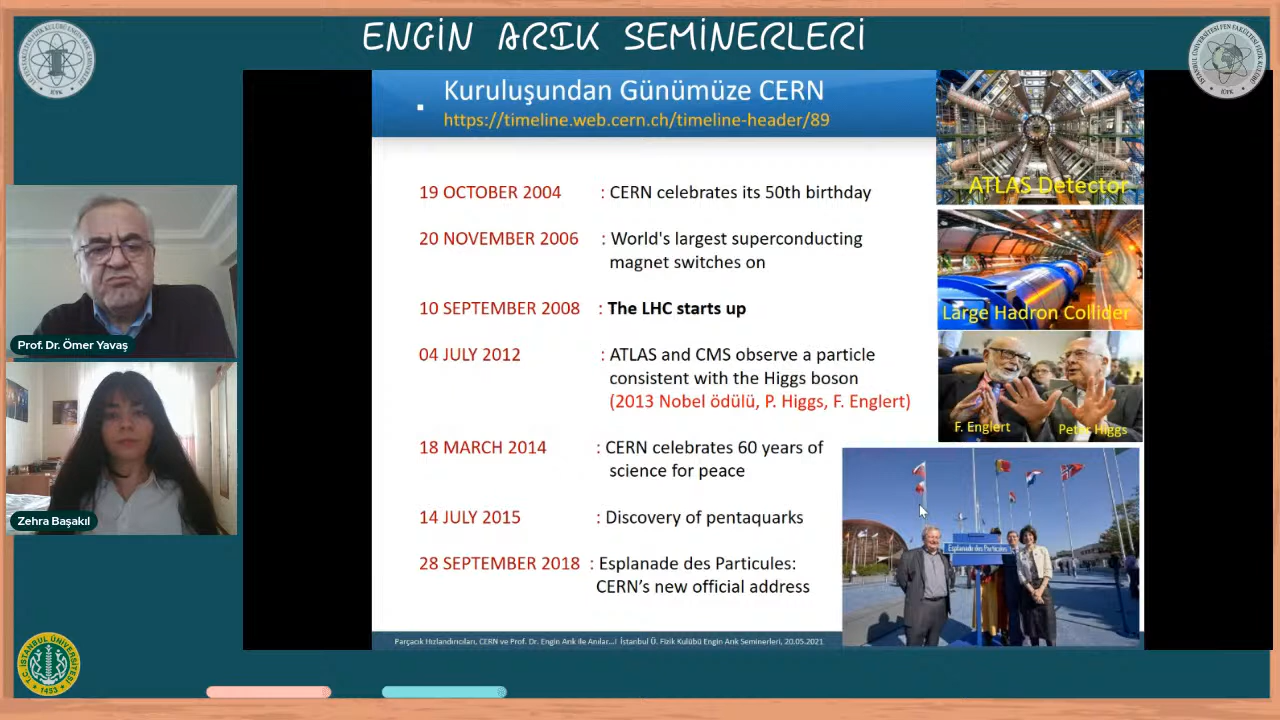 ENGİN ARIK SEMİNERLERİ
Kuruluşundan Günümüze CERN
https://timeline.web.cern.ch/timeline-header/89
19 OCTOBER 2004 : CERN celebrates its 50th birthday
20 NOVEMBER 2006 : World's largest superconducting
magnet switches on
10 SEPTEMBER 2008 : The LHC starts up
04 JULY 2012 : ATLAS and CMS observe a particle
consistent with the Higgs boson
(2013 Nobel ödülü, P. Higgs, F. Englert)
18 MARCH 2014 : CERN celebrates 60 years of
science for peace
14 JULY 2015 : Discovery of pentaquarks
28 SEPTEMBER 2018 : Esplanade des Particules:
CERN’s new official address
ATLAS Detector
Large Hadron Collider
F. Englert
Peter Higgs
Esplanade des Particules
Parçacık Hızlandırıcıları, CERN ve Prof. Dr. Engin Arık ile Anılar...! İstanbul Ü. Fizik Kulübü Engin Arık Seminerleri, 20.05.2021
Prof. Dr. Ömer Yavaş
Zehra Başakıl
T.C. İSTANBUL ÜNİVERSİTESİ
1453
İÜFK